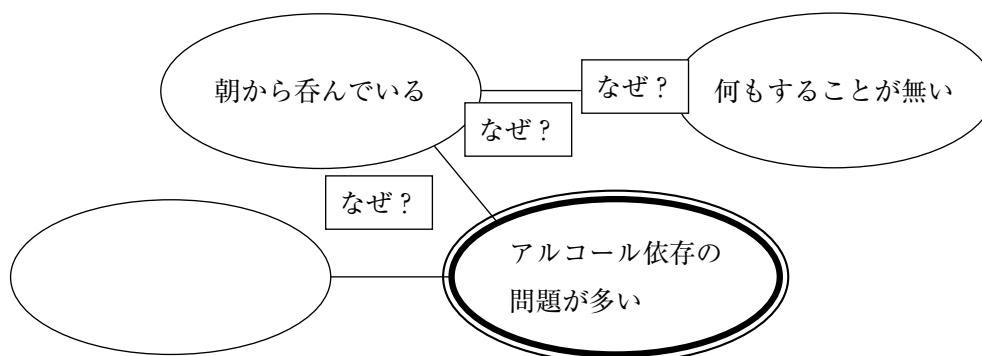 朝から呑んでいる
なぜ？
何もすることが無い
なぜ？
なぜ？
アルコール依存の
問題が多い